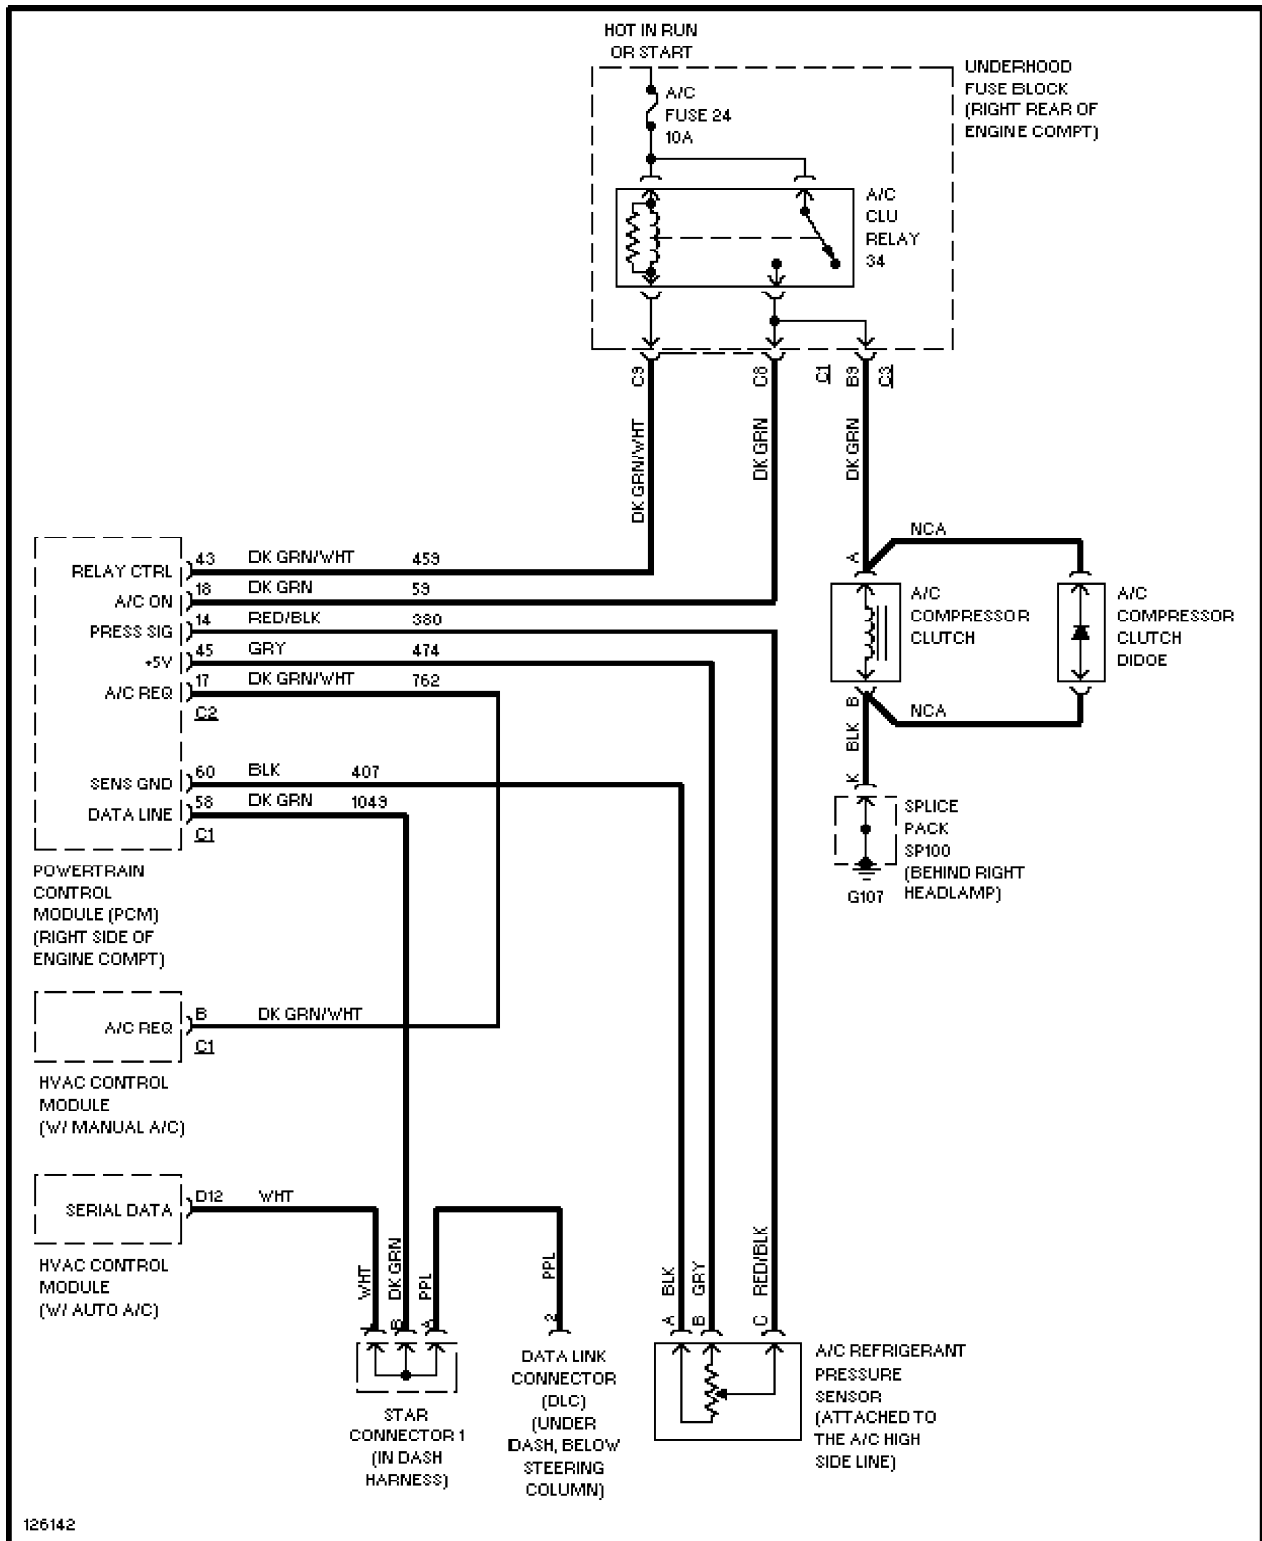 HOT IN RUN
OR START
UNDERHOOD
FUSE BLOCK
(RIGHT REAR OF
ENGINE COMPT)
A/C
FUSE 24
10A
A/C
CLU
RELAY
34
C9
C8
C1
B9
C3
DK GRN/WHT
DK GRN
DK GRN
RELAY CTRL
43 DK GRN/WHT 459
A/C ON
18 DK GRN 59
PRESS SIG
14 RED/BLK 380
+5V
45 GRY 474
A/C REQ
17 DK GRN/WHT 762
C2
SENS GND
60 BLK 407
DATA LINE
58 DK GRN 1049
C1
POWERTRAIN
CONTROL
MODULE (PCM)
(RIGHT SIDE OF
ENGINE COMPT)
A
NCA
A/C
COMPRESSOR
CLUTCH
A/C
COMPRESSOR
CLUTCH
DIDOE
B
NCA
BLK
K
SPLICE
PACK
SP100
(BEHIND RIGHT
HEADLAMP)
G107
A/C REQ
B DK GRN/WHT
C1
HVAC CONTROL
MODULE
(W/ MANUAL A/C)
SERIAL DATA
D12 WHT
HVAC CONTROL
MODULE
(W/ AUTO A/C)
WHT
DK GRN
PPL
PPL
BLK
GRY
RED/BLK
B
A
2
A
B
C
STAR
CONNECTOR 1
(IN DASH
HARNESS)
DATA LINK
CONNECTOR
(DLC)
(UNDER
DASH, BELOW
STEERING
COLUMN)
A/C REFRIGERANT
PRESSURE
SENSOR
(ATTACHED TO
THE A/C HIGH
SIDE LINE)
126142